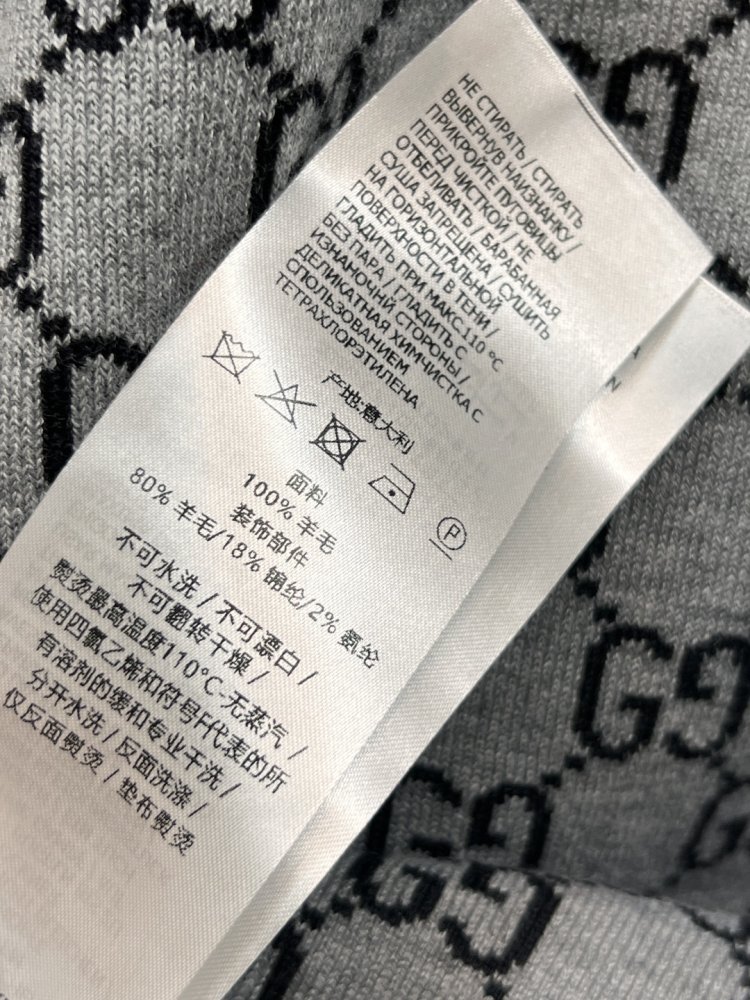 НЕ СТИРАТЬ / СТИРАТЬ
ВЫВЕРНУВ НАИЗНАНКУ /
ПРИКРОЙТЕ ПУГОВИЦЫ
ПЕРЕД ЧИСТКОЙ / НЕ
ОТБЕЛИВАТЬ / БАРАБАННАЯ
СУША ЗАПРЕЩЕНА / СУШИТЬ
НА ГОРИЗОНТАЛЬНОЙ
ПОВЕРХНОСТИ В ТЕНИ /
ГЛАДИТЬ ПРИ МАКС.110 °C
БЕЗ ПАРА / ГЛАДИТЬ С
ИЗНАНОЧНЙ СТОРОНЫ /
ДЕЛИКАТНАЯ ХИМЧИСТКА С
СПОЛЬЗОВАНИЕМ
ТЕТРАХЛОРЭТИЛЕНА
产地:意大利
P
面料
100% 羊毛
装饰部件
80% 羊毛/18% 锦纶/2% 氨纶
不可水洗 / 不可漂白 /
不可翻转干燥 /
熨烫最高温度110°C-无蒸汽 /
使用四氯乙烯和符号F代表的所
有溶剂的缓和专业干洗 /
分开水洗 / 反面洗涤 /
仅反面熨烫 / 垫布熨烫
N